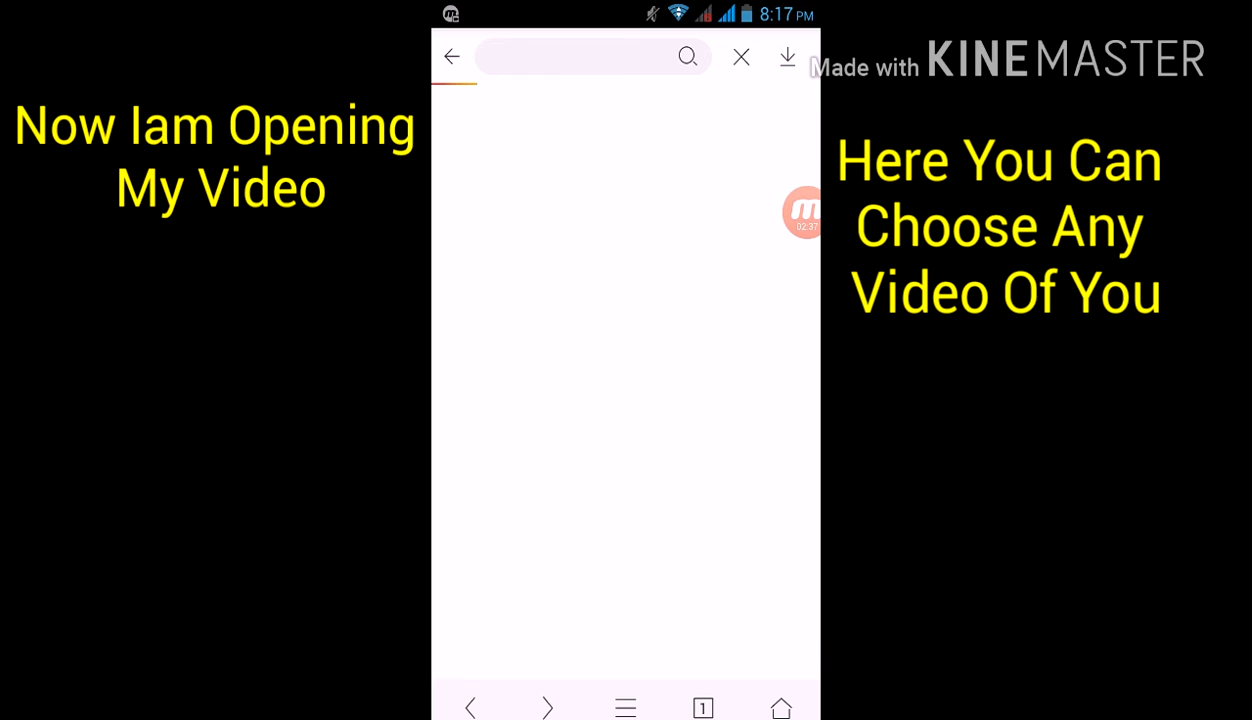 8:17 PM
Made with KINEMASTER
Now Iam Opening
My Video
Here You Can
Choose Any
Video Of You
m
02:37
1